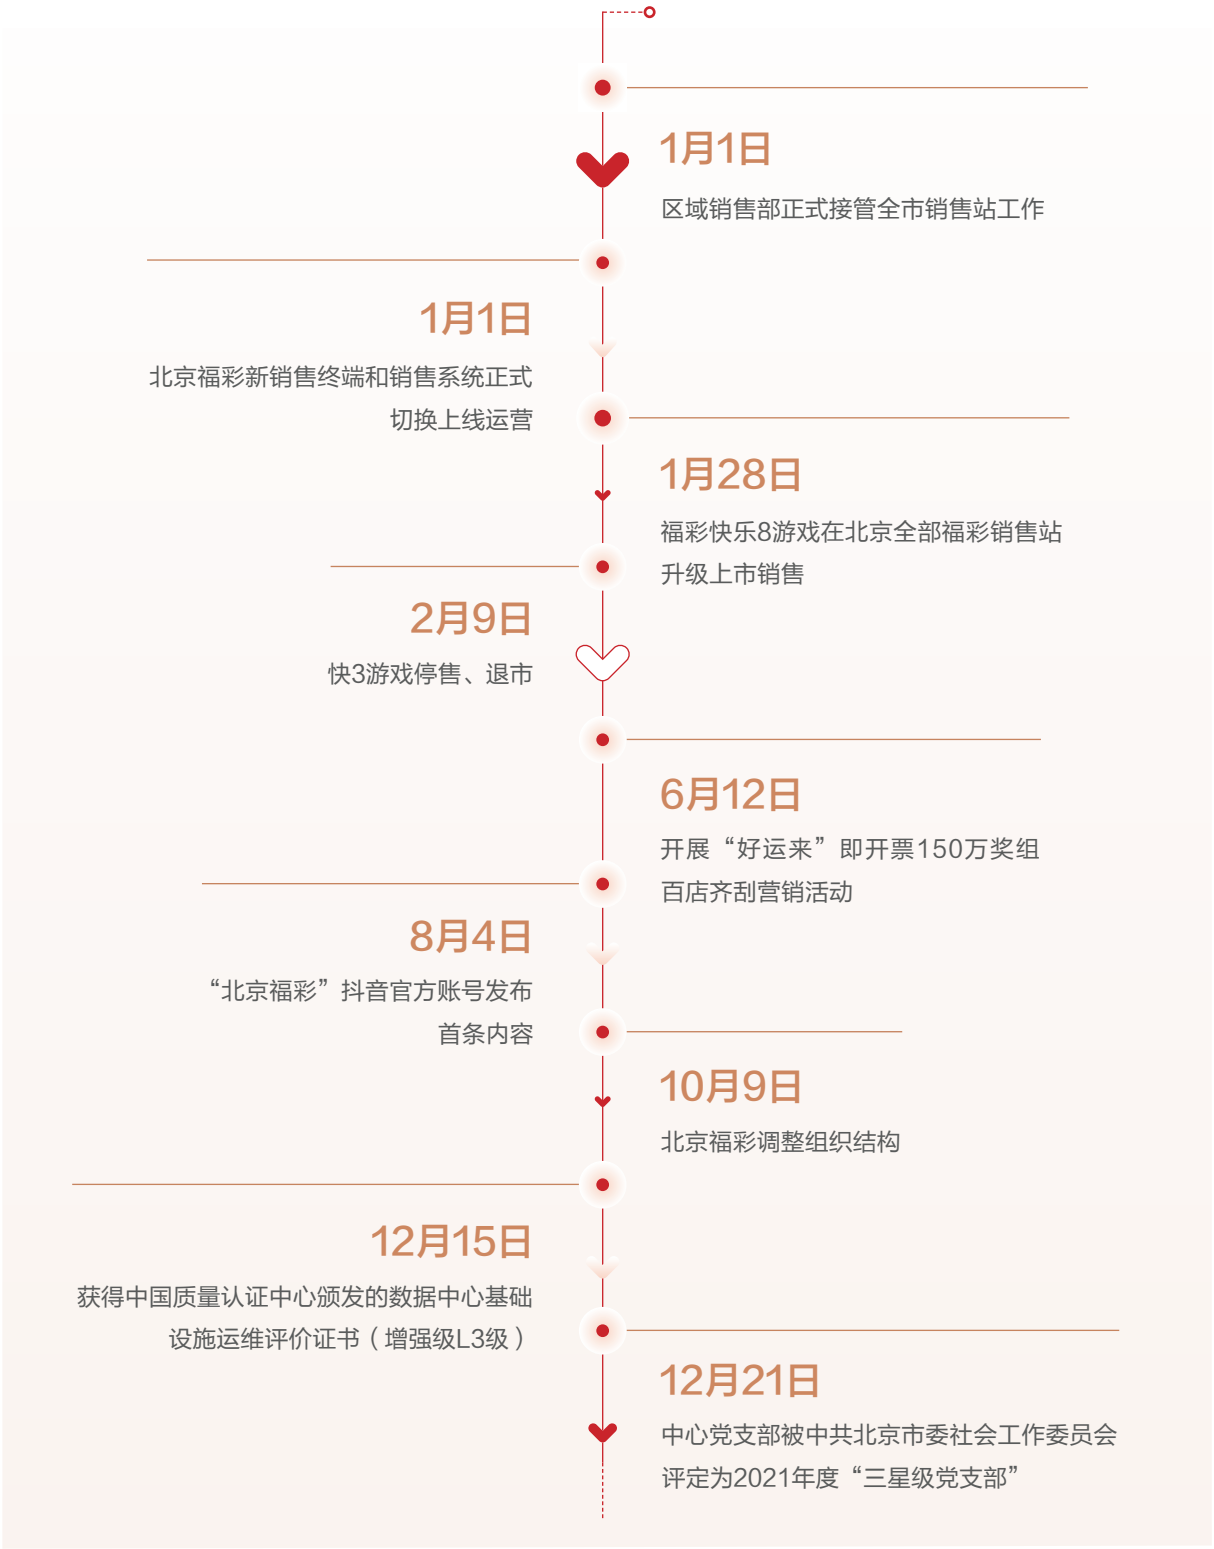 1月1日
区域销售部正式接管全市销售站工作
1月1日
北京福彩新销售终端和销售系统正式
切换上线运营
1月28日
福彩快乐8游戏在北京全部福彩销售站
升级上市销售
2月9日
快3游戏停售、退市
6月12日
开展“好运来”即开票150万奖组
百店齐刮营销活动
8月4日
“北京福彩”抖音官方账号发布
首条内容
10月9日
北京福彩调整组织结构
12月15日
获得中国质量认证中心颁发的数据中心基础
设施运维评价证书（增强级L3级）
12月21日
中心党支部被中共北京市委社会工作委员会
评定为2021年度“三星级党支部”